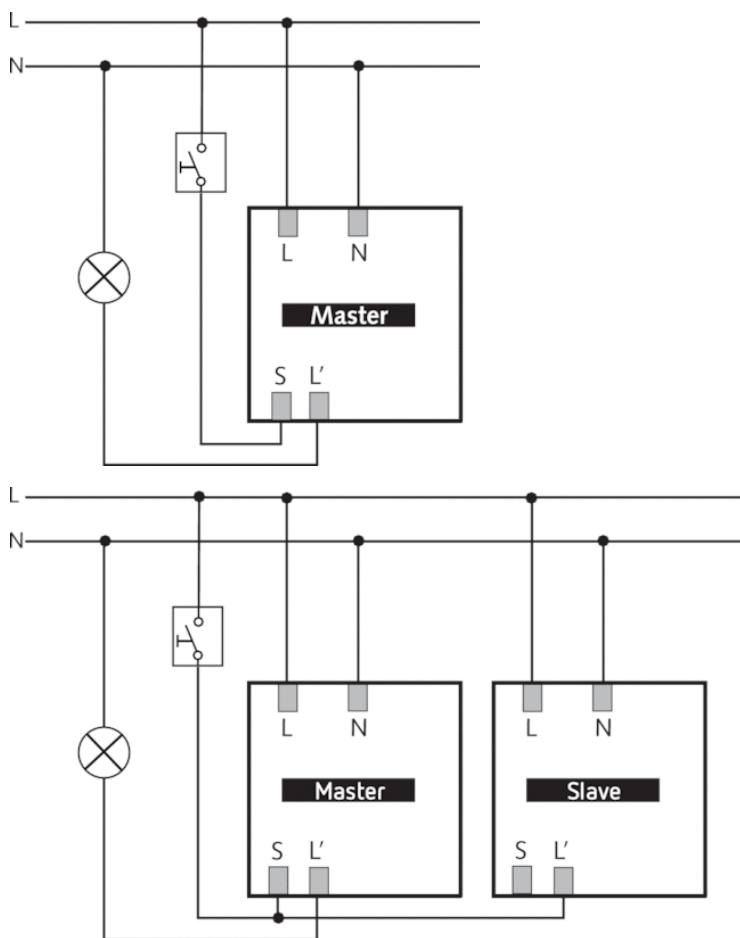 L
N
L N
Master
S L′
L
N
L N L N
Master Slave
S L′ S L′